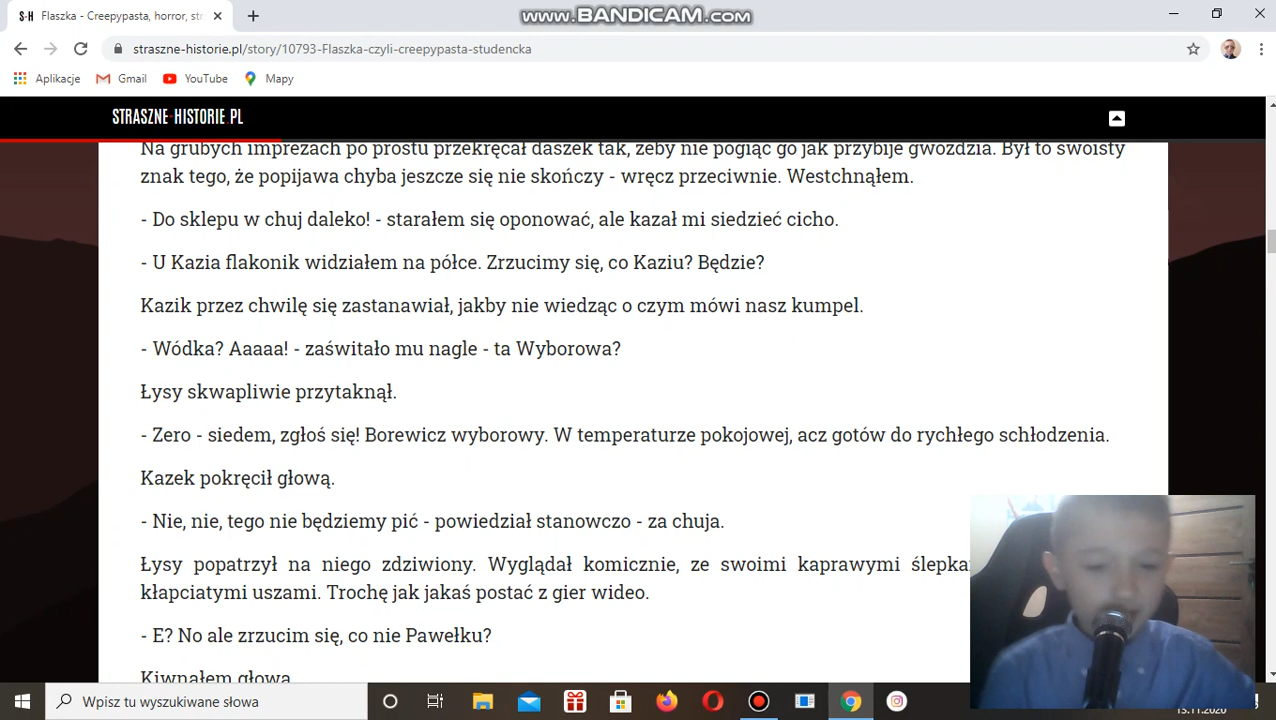 www.BANDICAM.com
S-H Flaszka - Creepypasta, horror, str
straszne-historie.pl/story/10793-Flaszka-czyli-creepypasta-studencka
Aplikacje Gmail YouTube Mapy
STRASZNE-HISTORIE.PL
Na grubych imprezach po prostu przekręcał daszek tak, żeby nie pogiąć go jak przybije gwoździa. Był to swoisty
znak tego, że popijawa chyba jeszcze się nie skończy - wręcz przeciwnie. Westchnąłem.
- Do sklepu w chuj daleko! - starałem się oponować, ale kazał mi siedzieć cicho.
- U Kazia flakonik widziałem na półce. Zrzucimy się, co Kaziu? Będzie?
Kazik przez chwilę się zastanawiał, jakby nie wiedząc o czym mówi nasz kumpel.
- Wódka? Aaaaa! - zaświtało mu nagle - ta Wyborowa?
Łysy skwapliwie przytaknął.
- Zero - siedem, zgłoś się! Borewicz wyborowy. W temperaturze pokojowej, acz gotów do rychłego schłodzenia.
Kazek pokręcił głową.
- Nie, nie, tego nie będziemy pić - powiedział stanowczo - za chuja.
Łysy popatrzył na niego zdziwiony. Wyglądał komicznie, ze swoimi kaprawymi ślepka
kłapciatymi uszami. Trochę jak jakaś postać z gier wideo.
- E? No ale zrzucim się, co nie Pawełku?
Kiwnąłem głową.
Wpisz tu wyszukiwane słowa
13.11.2020